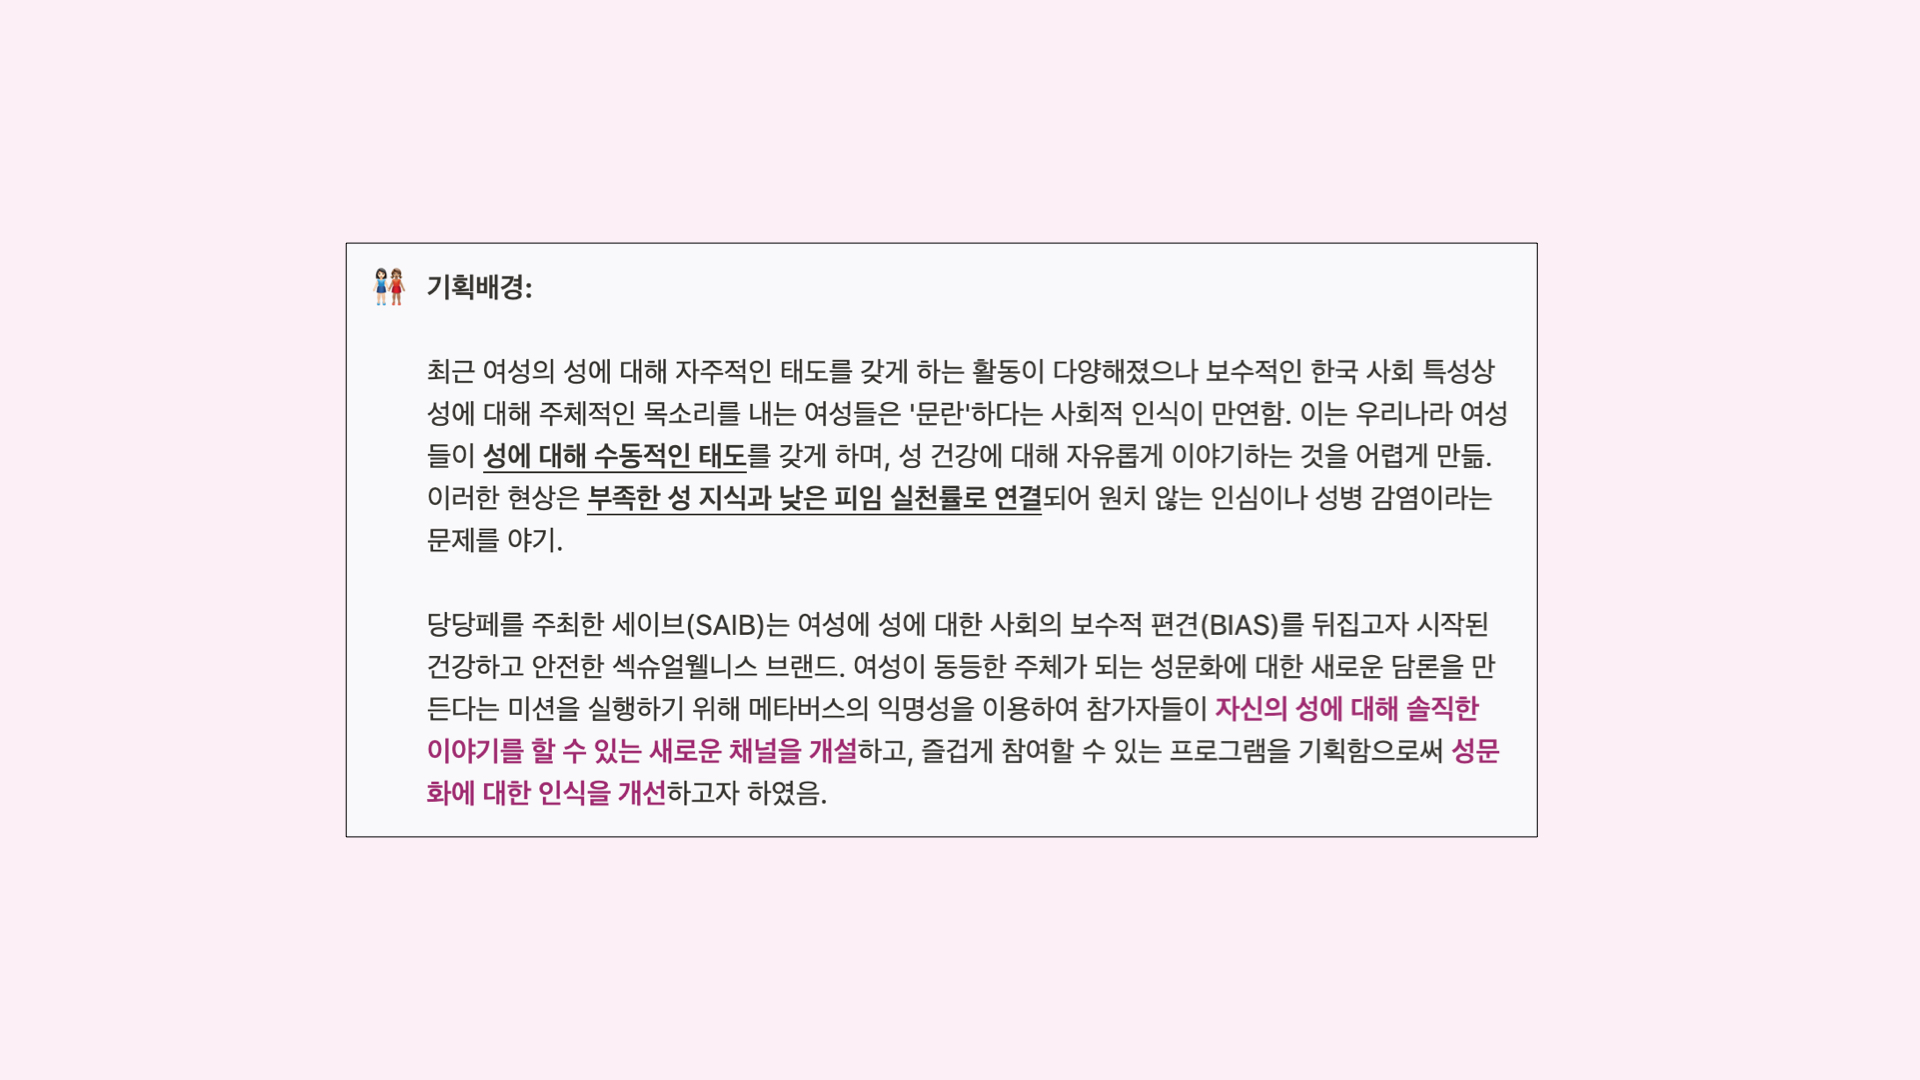 기획배경:
최근 여성의 성에 대해 자주적인 태도를 갖게 하는 활동이 다양해졌으나 보수적인 한국 사회 특성상
성에 대해 주체적인 목소리를 내는 여성들은 '문란'하다는 사회적 인식이 만연함. 이는 우리나라 여성
들이 성에 대해 수동적인 태도를 갖게 하며, 성 건강에 대해 자유롭게 이야기하는 것을 어렵게 만듦.
이러한 현상은 부족한 성 지식과 낮은 피임 실천률로 연결되어 원치 않는 인심이나 성병 감염이라는
문제를 야기.
당당페를 주최한 세이브(SAIB)는 여성에 성에 대한 사회의 보수적 편견(BIAS)를 뒤집고자 시작된
건강하고 안전한 섹슈얼웰니스 브랜드. 여성이 동등한 주체가 되는 성문화에 대한 새로운 담론을 만
든다는 미션을 실행하기 위해 메타버스의 익명성을 이용하여 참가자들이 자신의 성에 대해 솔직한
이야기를 할 수 있는 새로운 채널을 개설하고, 즐겁게 참여할 수 있는 프로그램을 기획함으로써 성문
화에 대한 인식을 개선하고자 하였음.